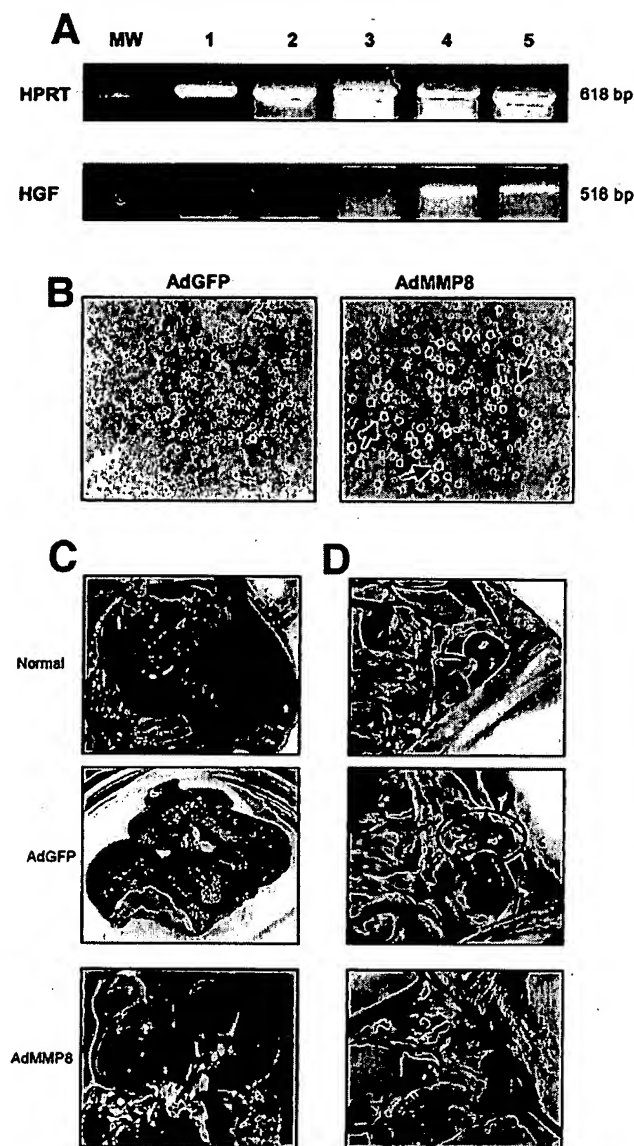 A
MW 1 2 3 4 5
HPRT 618 bp
HGF 518 bp
B
AdGFP AdMMP8
C D
Normal
AdGFP
AdMMP8